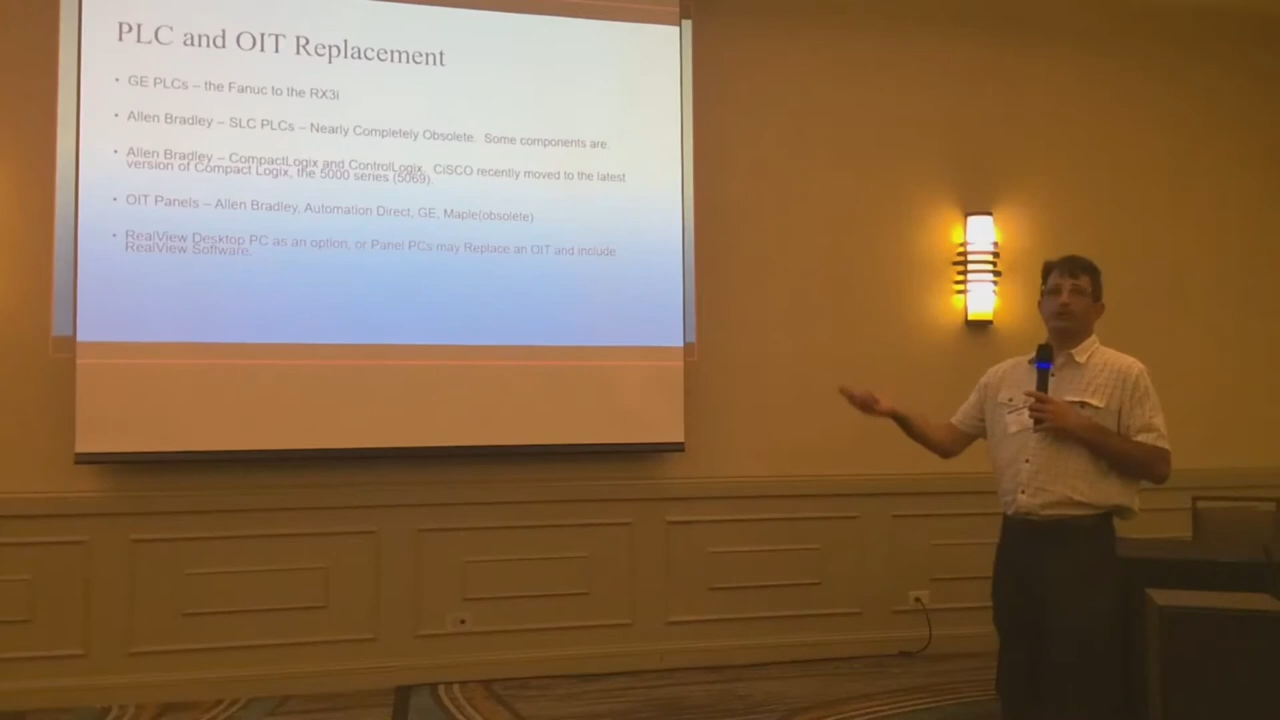 PLC and OIT Replacement
• GE PLCs – the Fanuc to the RX3i
• Allen Bradley – SLC PLCs – Nearly Completely Obsolete. Some components are.
• Allen Bradley – CompactLogix and ControlLogix. CiSCO recently moved to the latest
version of Compact Logix, the 5000 series (5069).
• OIT Panels – Allen Bradley, Automation Direct, GE, Maple(obsolete)
• RealView Desktop PC as an option, or Panel PCs may Replace an OIT and include
RealView Software.